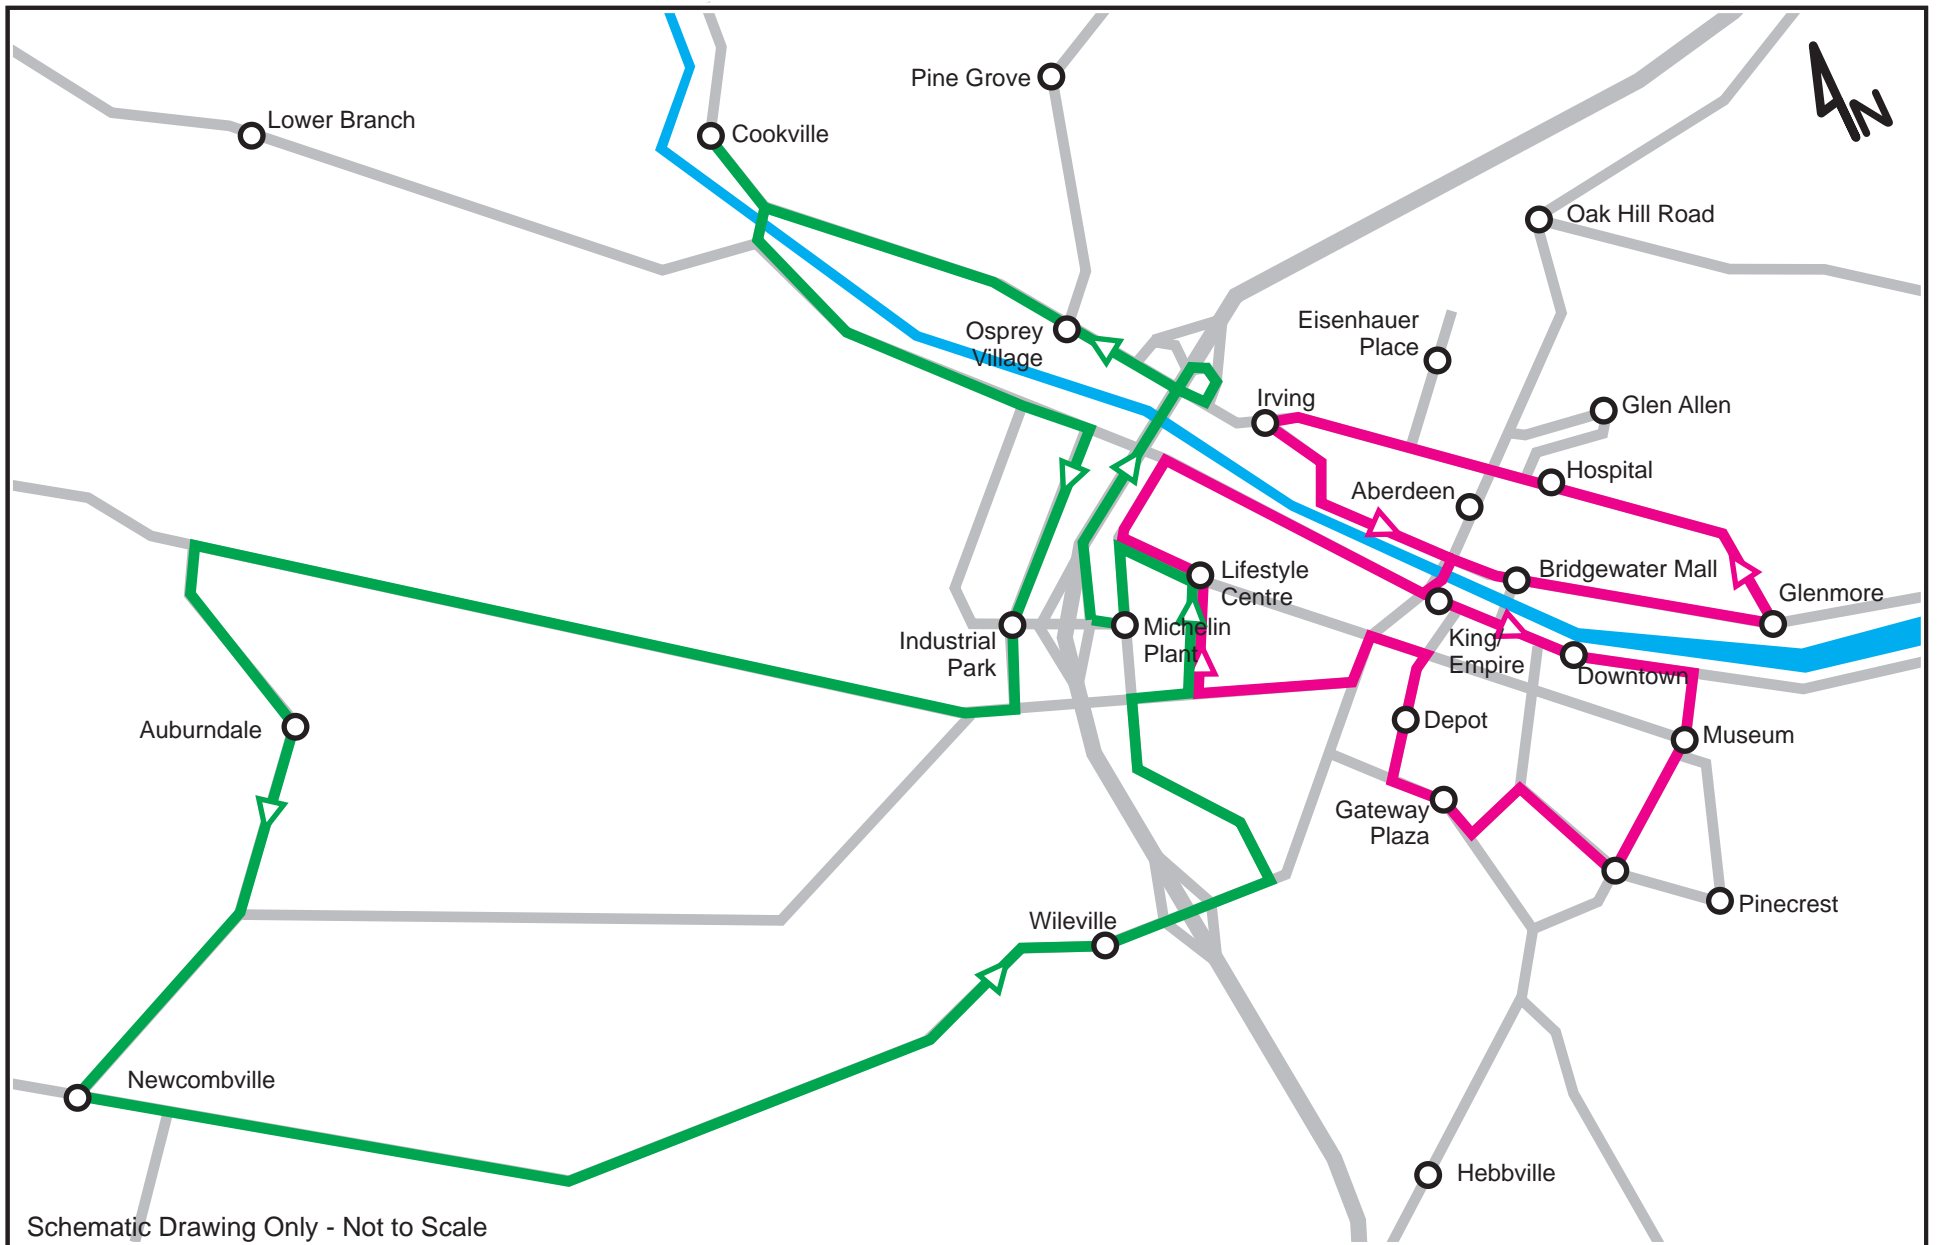 Pine Grove
Lower Branch
Cookville
N
Oak Hill Road
Eisenhauer
Place
Osprey
Village
Irving
Glen Allen
Hospital
Aberdeen
Lifestyle
Centre
Bridgewater Mall
Glenmore
Industrial
Park
Michelin
Plant
King/
Empire
Downtown
Auburndale
Depot
Museum
Gateway
Plaza
Pinecrest
Wileville
Newcombville
Hebbville
Schematic Drawing Only - Not to Scale